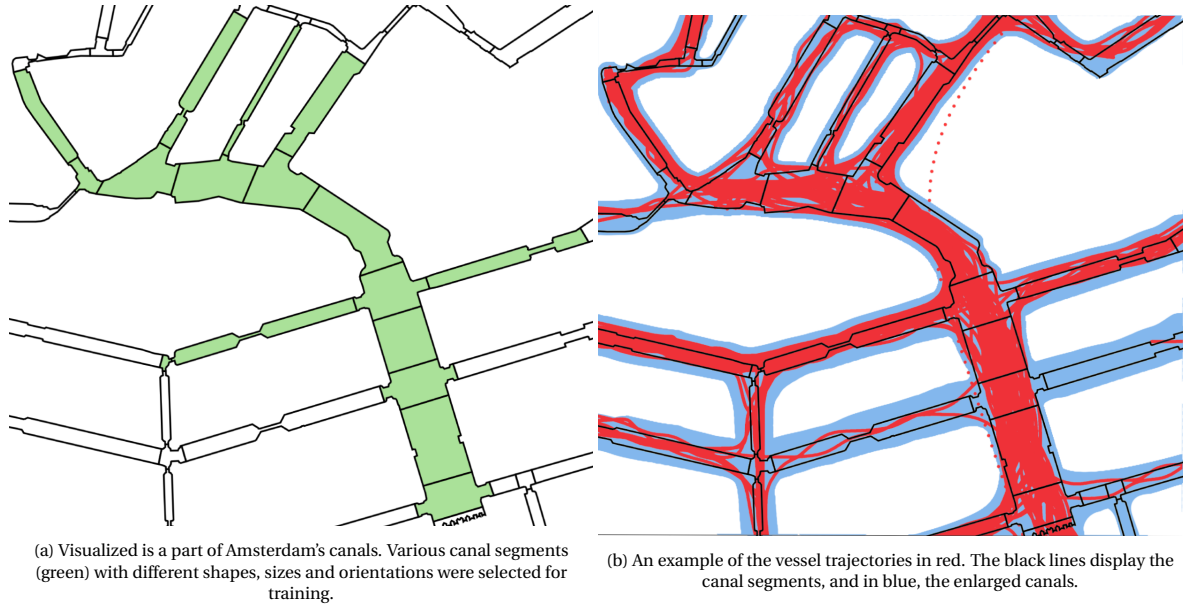 (a) Visualized is a part of Amsterdam's canals. Various canal segments
(green) with different shapes, sizes and orientations were selected for
training.
(b) An example of the vessel trajectories in red. The black lines display the
canal segments, and in blue, the enlarged canals.